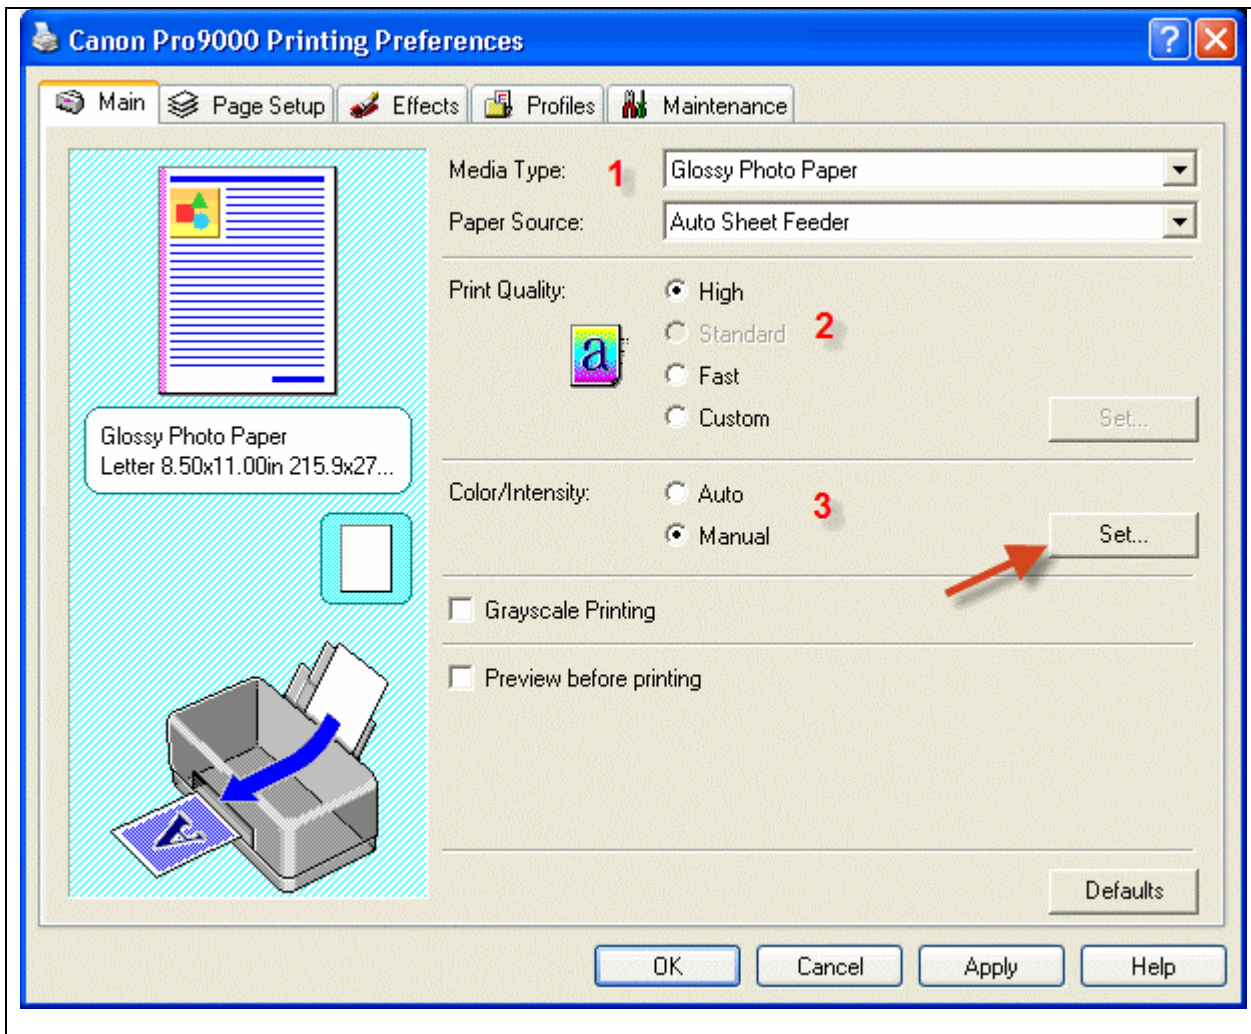 Canon Pro9000 Printing Preferences
Main Page Setup Effects Profiles Maintenance
Media Type: 1 Glossy Photo Paper
Paper Source: Auto Sheet Feeder
Print Quality: High
Standard 2
Fast
Custom Set...
a
Glossy Photo Paper
Letter 8.50x11.00in 215.9x27...
Color/Intensity: Auto 3
Manual Set...
Grayscale Printing
Preview before printing
A
Defaults
OK Cancel Apply Help